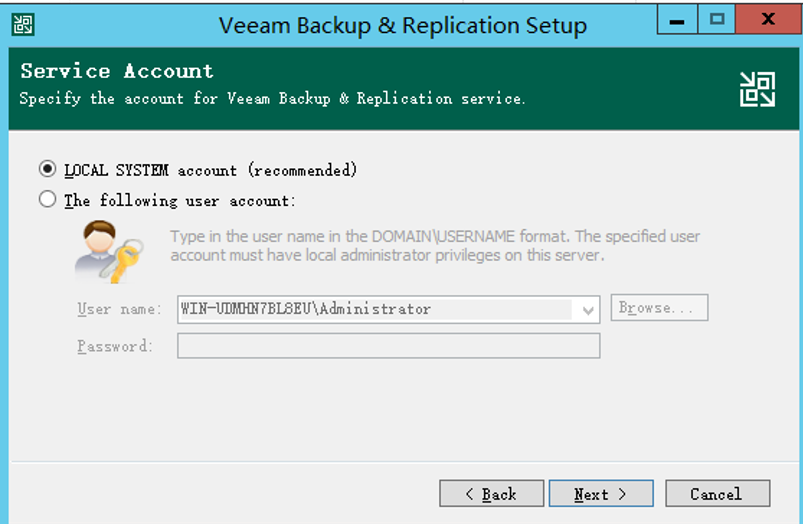 Veeam Backup & Replication Setup
Service Account
Specify the account for Veeam Backup & Replication service.
LOCAL SYSTEM account (recommended)
The following user account:
Type in the user name in the DOMAIN\USERNAME format. The specified user
account must have local administrator privileges on this server.
User name: WIN-UDMHN7BL8EU\Administrator Browse...
Password:
< Back Next > Cancel